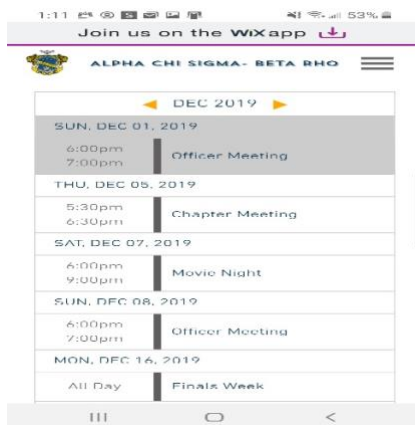 1:11 53%
Join us on the WiX app
ALPHA CHI SIGMA- BETA RHO
DEC 2019
SUN, DEC 01, 2019
6:00pm
7:00pm
Officer Meeting
THU, DEC 05, 2019
5:30pm
6:30pm
Chapter Meeting
SAT, DEC 07, 2019
6:00pm
9:00pm
Movie Night
SUN, DEC 08, 2019
6:00pm
7:00pm
Officer Meeting
MON, DEC 16, 2019
All Day
Finals Week